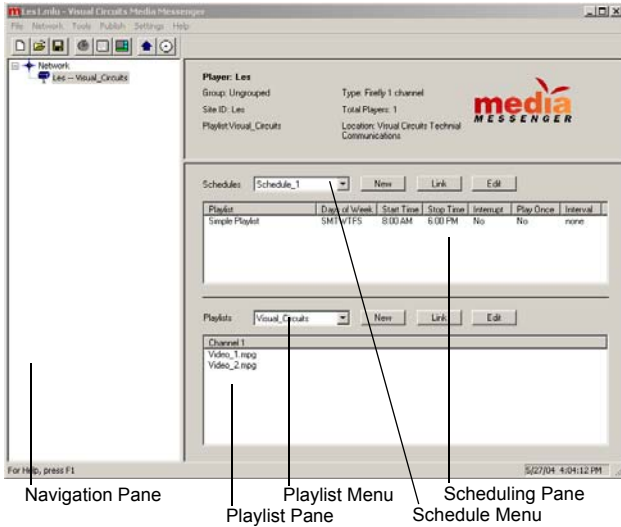 Les1.mlu - Visual Circuits Media Messenger
File Network Tools Publish Settings Help
Network
Les -- Visual_Circuits
Player: Les
Group: Ungrouped
Type: Firefly 1 channel
Site ID: Les
Total Players: 1
Playlist:Visual_Circuits
Location: Visual Circuits Technial
Communications
media
MESSENGER
Schedules Schedule_1 New Link Edit
Playlist Days of Week Start Time Stop Time Interrupt Play Once Interval
Simple Playlist SMTWTFS 8:00 AM 6:00 PM No No none
Playlists Visual_Circuits New Link Edit
Channel 1
Video_1.mpg
Video_2.mpg
For Help, press F1
5/27/04 4:04:12 PM
Navigation Pane
Playlist Menu
Scheduling Pane
Playlist Pane
Schedule Menu